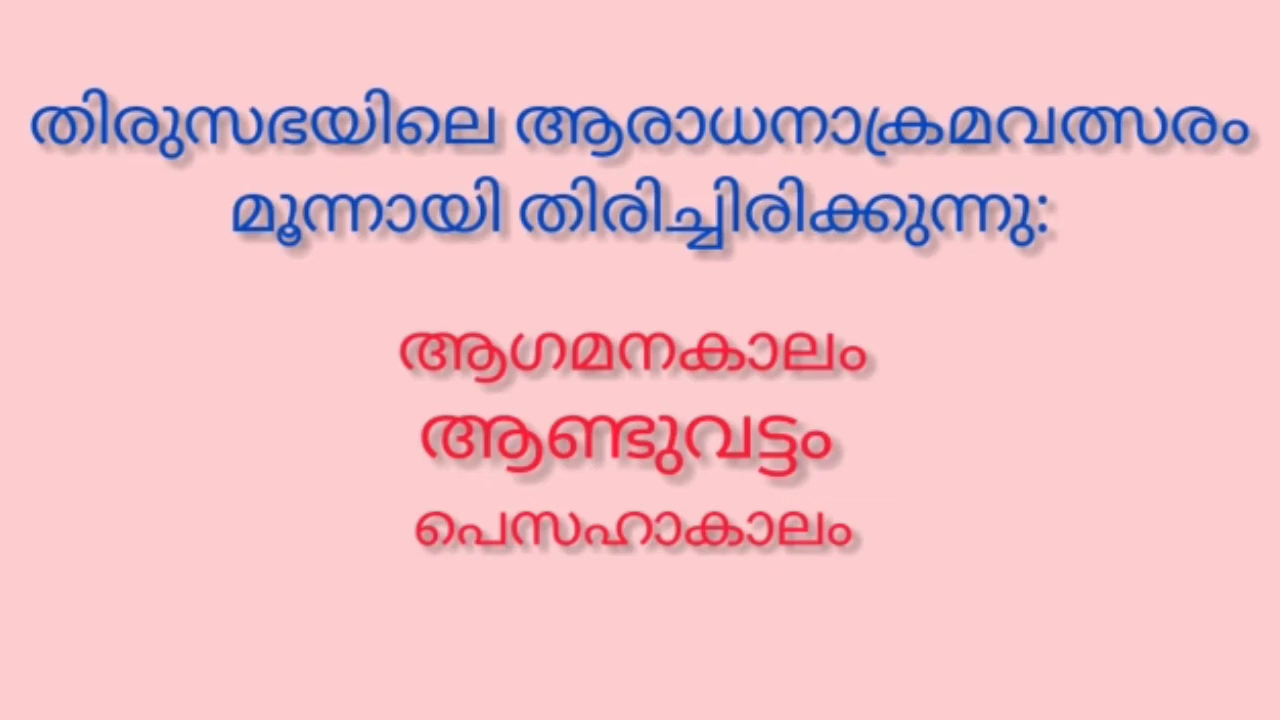 തിരുസഭയിലെ ആരാധനാക്രമവത്സരം
മൂന്നായി തിരിച്ചിരിക്കുന്നു:
ആഗമനകാലം
ആണ്ടുവട്ടം
പെസഹാകാലം